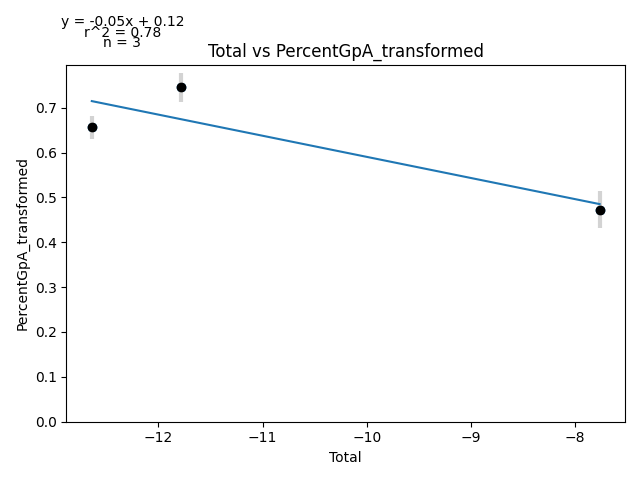 y = -0.05x + 0.12
r^2 = 0.78
n = 3
Total vs PercentGpA_transformed
PercentGpA_transformed
0.7
0.6
0.5
0.4
0.3
0.2
0.1
0.0
−12
−11
−10
−9
−8
Total